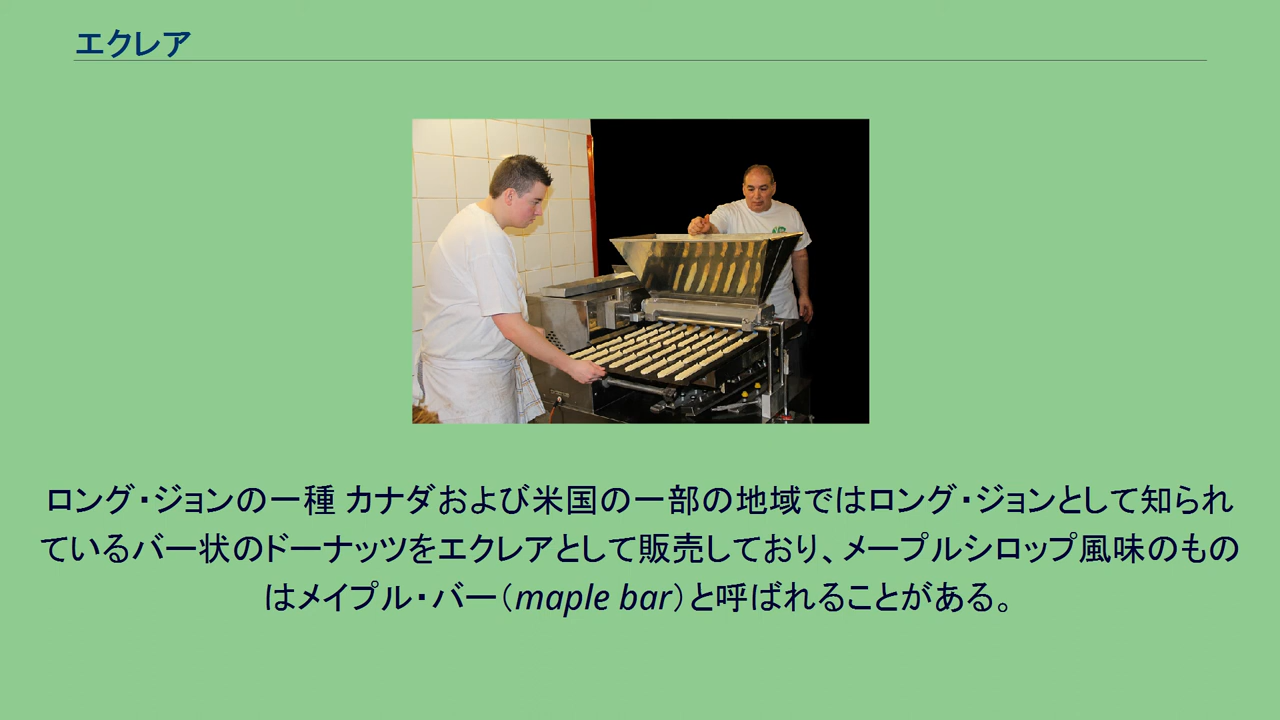 エクレア
ロング・ジョンの一種 カナダおよび米国の一部の地域ではロング・ジョンとして知られ
ているバー状のドーナッツをエクレアとして販売しており、メープルシロップ風味のもの
はメイプル・バー（maple bar）と呼ばれることがある。